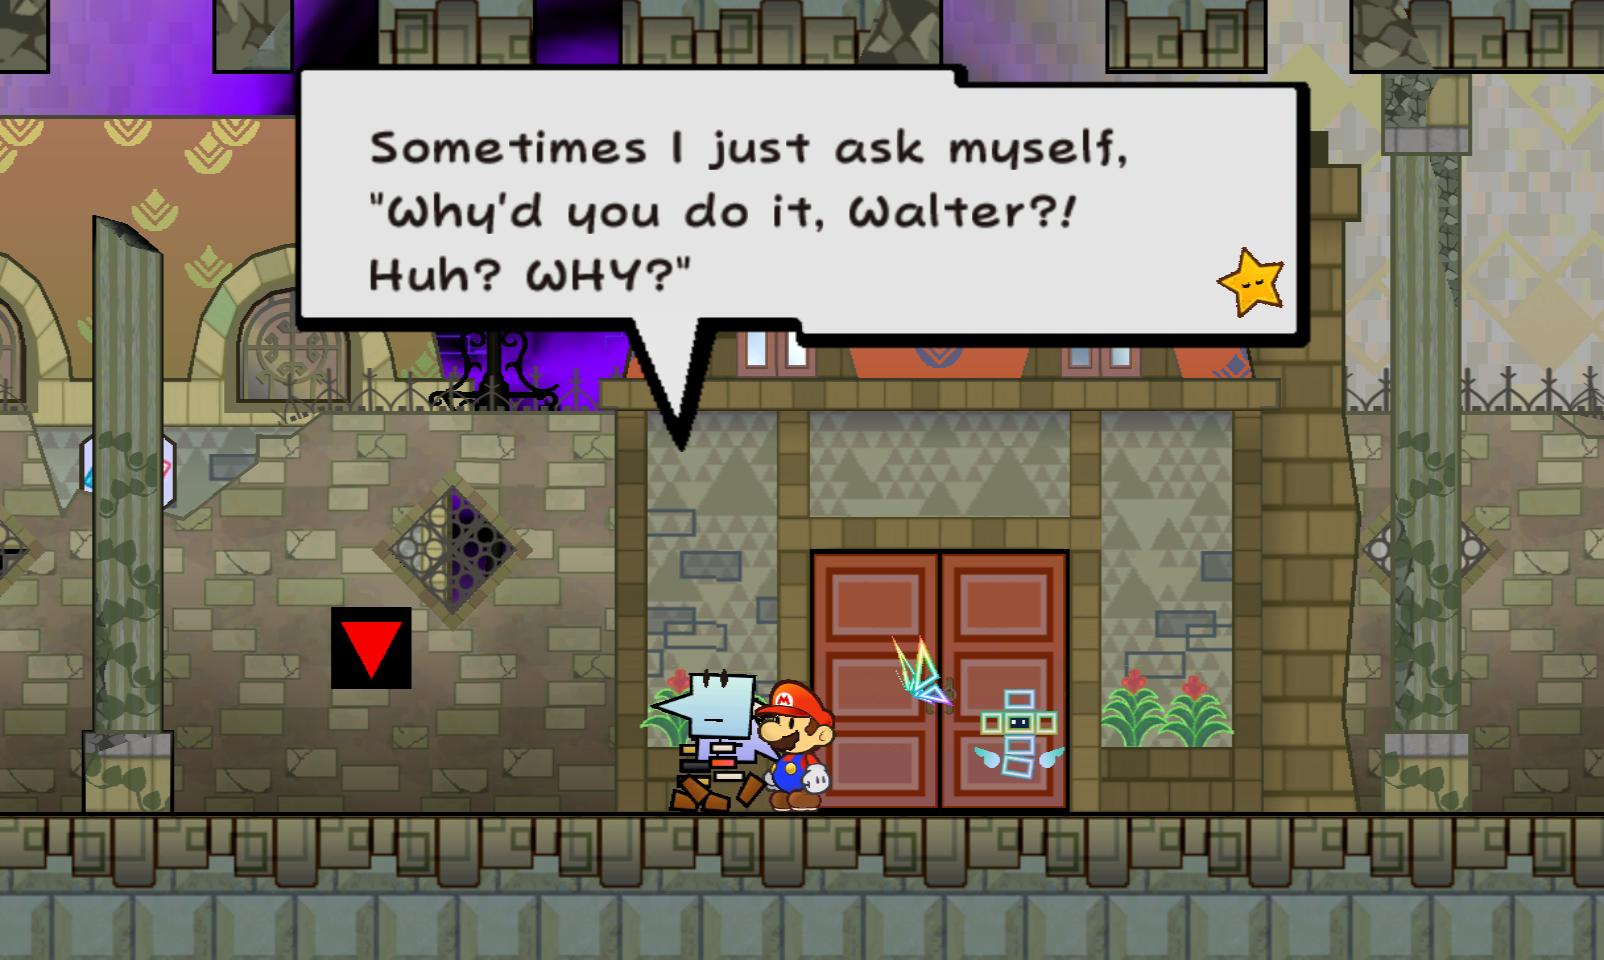 Sometimes I just ask myself,
"Why'd you do it, Walter?!
Huh? WHY?"
M